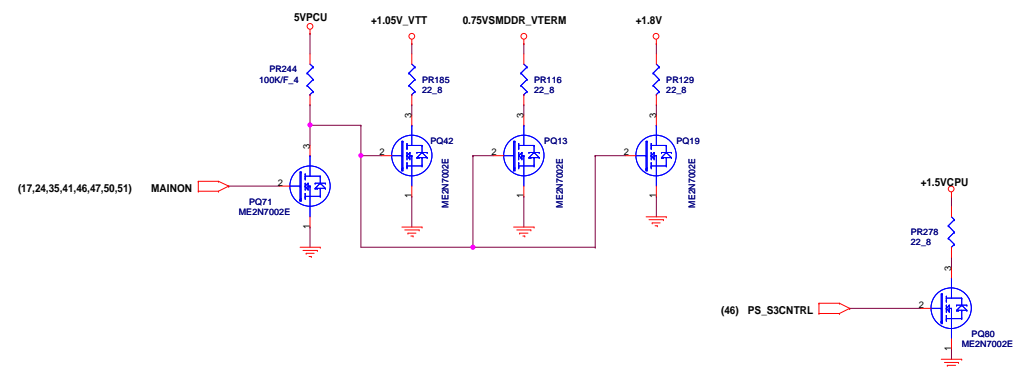 5VPCU
+1.05V_VTT
0.75VSMDDR_VTERM
+1.8V
PR244
100K/F_4
PR185
22_8
PR116
22_8
PR129
22_8
3
3
3
3
2
PQ42
2
PQ13
2
PQ19
ME2N7002E
ME2N7002E
ME2N7002E
1
1
1
(17,24,35,41,46,47,50,51)
MAINON
2
PQ71
ME2N7002E
1
+1.5VCPU
PR278
22_8
3
(46)
PS_S3CNTRL
2
PQ80
ME2N7002E
1